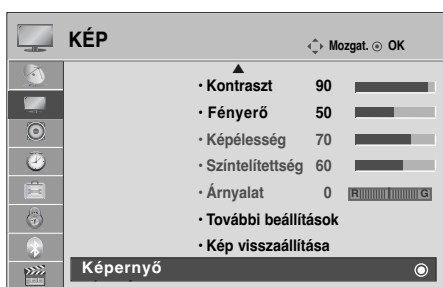 KÉP
Mozgat. OK
• Kontraszt 90
• Fényerő 50
• Képélesség 70
• Színtelítettség 60
• Árnyalat 0 R G
• További beállítások
• Kép visszaállítása
Képernyő